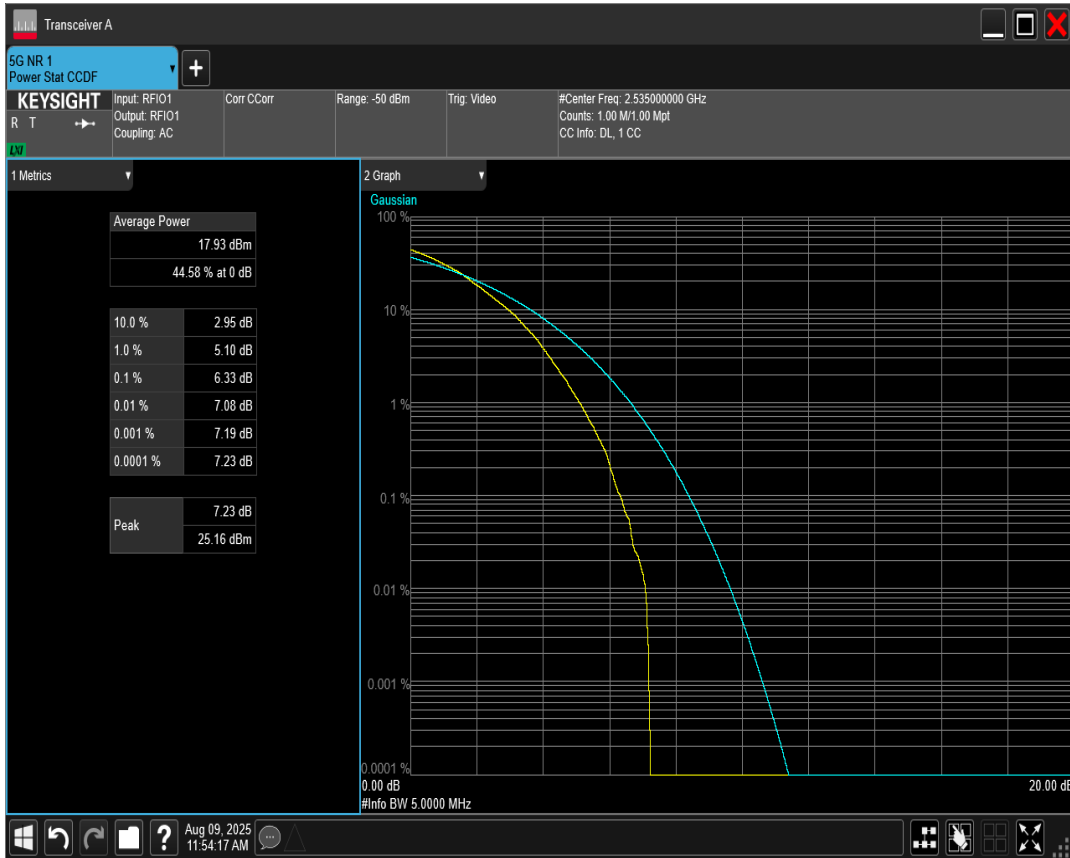 Transceiver A
5G NR 1
Power Stat CCDF
+
KEYSIGHT
R T
LXI
Input: RFIO1
Output: RFIO1
Coupling: AC
Corr CCorr
Range: -50 dBm
Trig: Video
#Center Freq: 2.535000000 GHz
Counts: 1.00 M/1.00 Mpt
CC Info: DL, 1 CC
1 Metrics
Average Power
17.93 dBm
44.58 % at 0 dB
10.0 % 2.95 dB
1.0 % 5.10 dB
0.1 % 6.33 dB
0.01 % 7.08 dB
0.001 % 7.19 dB
0.0001 % 7.23 dB
Peak
7.23 dB
25.16 dBm
2 Graph
Gaussian
100 %
10 %
1 %
0.1 %
0.01 %
0.001 %
0.0001 %
0.00 dB 20.00 dB
#Info BW 5.0000 MHz
?
Aug 09, 2025
11:54:17 AM